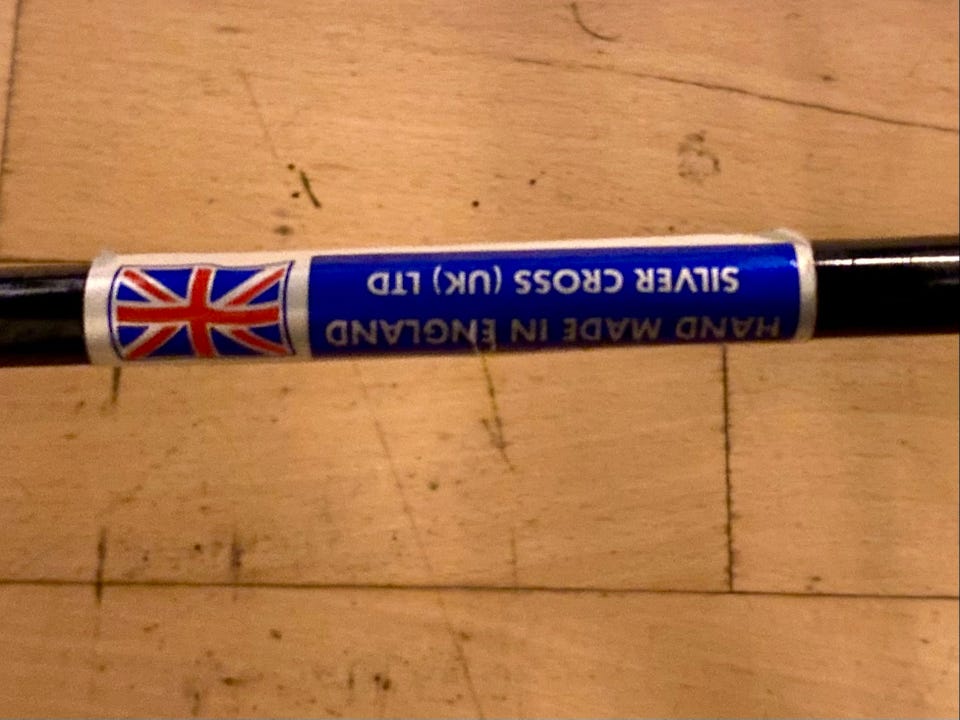 HAND MADE IN ENGLAND
SILVER CROSS (UK) LTD